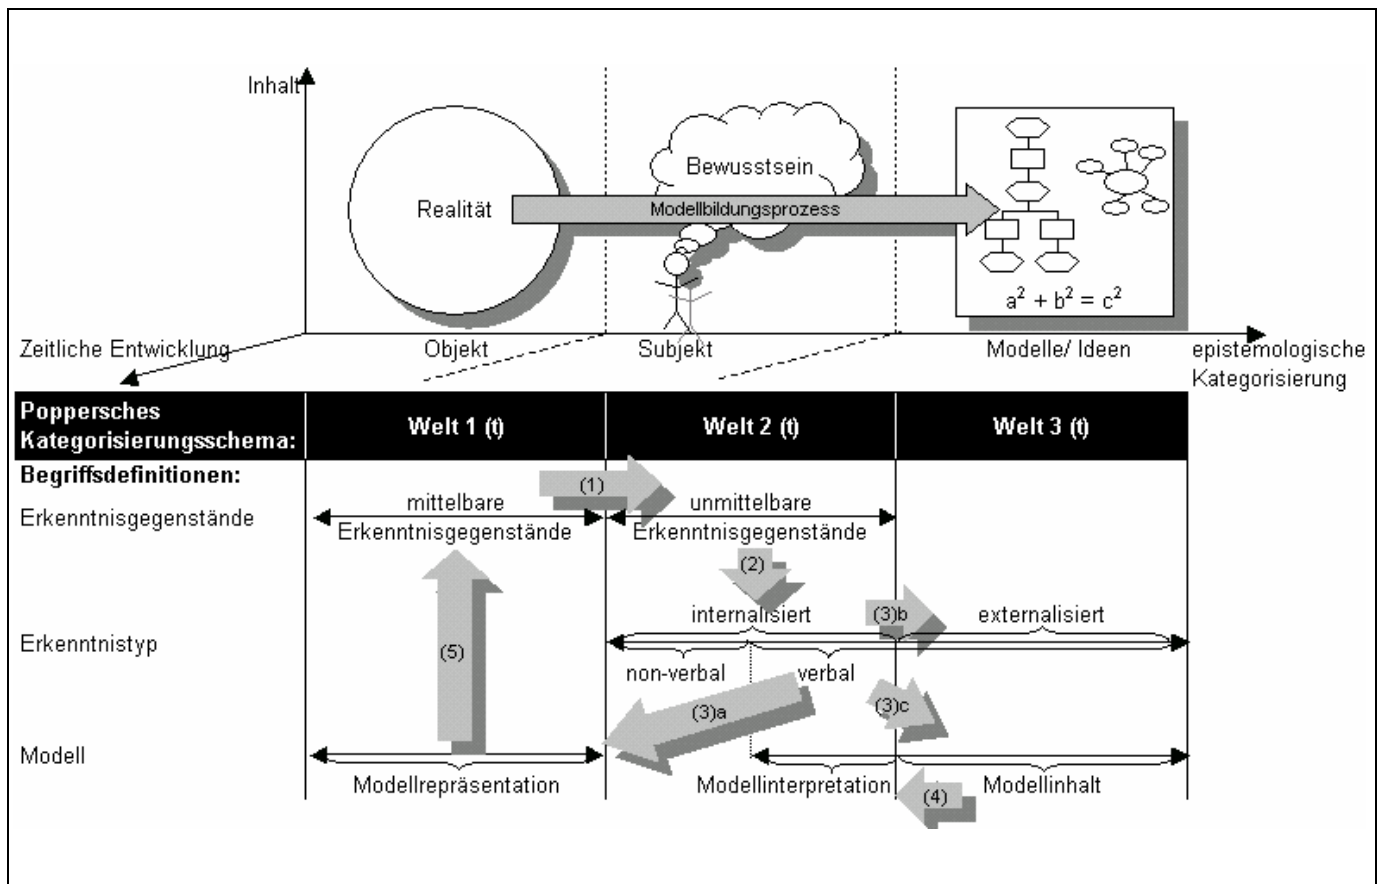 Inhalt
Realität
Bewusstsein
Modellbildungsprozess
a² + b² = c²
Zeitliche Entwicklung
Objekt
Subjekt
Modelle/ Ideen
epistemologische
Kategorisierung
Poppersches
Kategorisierungsschema:
Welt 1 (t)
Welt 2 (t)
Welt 3 (t)
Begriffsdefinitionen:
Erkenntnisgegenstände
mittelbare
Erkenntnisgegenstände
(1)
unmittelbare
Erkenntnisgegenstände
(2)
internalisiert
(3)b
externalisiert
Erkenntnistyp
(5)
non-verbal
verbal
(3)a
(3)c
Modell
Modellrepräsentation
Modellinterpretation
Modellinhalt
(4)